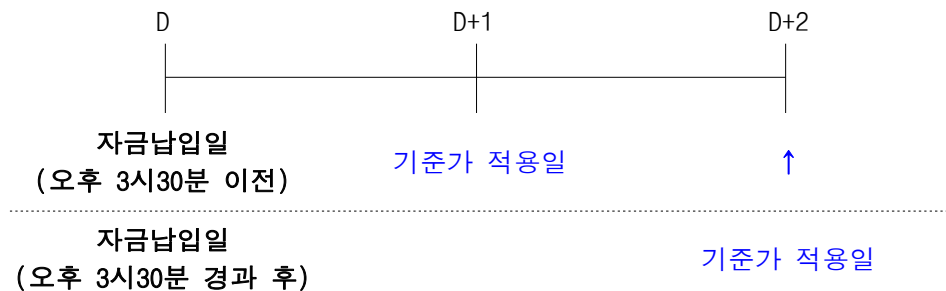 D D+1 D+2
자금납입일
(오후 3시30분 이전)
기준가 적용일
↑
자금납입일
(오후 3시30분 경과 후)
기준가 적용일